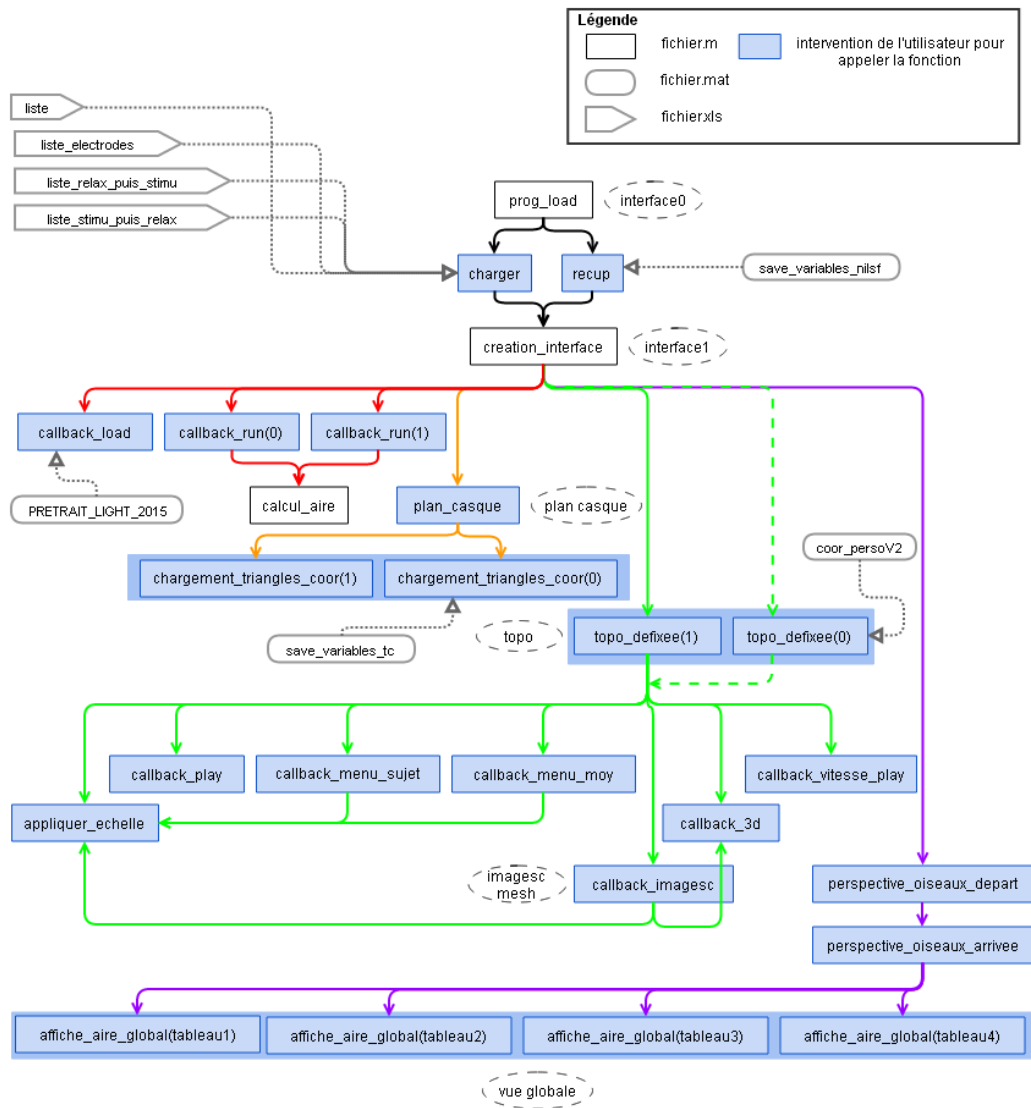 Légende
fichier.m
intervention de l'utilisateur pour
appeler la fonction
fichier.mat
fichier.xls
liste
liste_electrodes
liste_relax_puis_stimu
liste_stimu_puis_relax
prog_load
interface0
charger
recup
save_variables_nilsf
creation_interface
interface1
callback_load
callback_run(0)
callback_run(1)
PRETRAIT_LIGHT_2015
calcul_aire
plan_casque
plan casque
coor_persoV2
chargement_triangles_coor(1)
chargement_triangles_coor(0)
save_variables_tc
topo
topo_defixee(1)
topo_defixee(0)
callback_play
callback_menu_sujet
callback_menu_moy
callback_vitesse_play
appliquer_echelle
callback_3d
imagesc
mesh
callback_imagesc
perspective_oiseaux_depart
perspective_oiseaux_arrivee
affiche_aire_global(tableau1)
affiche_aire_global(tableau2)
affiche_aire_global(tableau3)
affiche_aire_global(tableau4)
vue globale